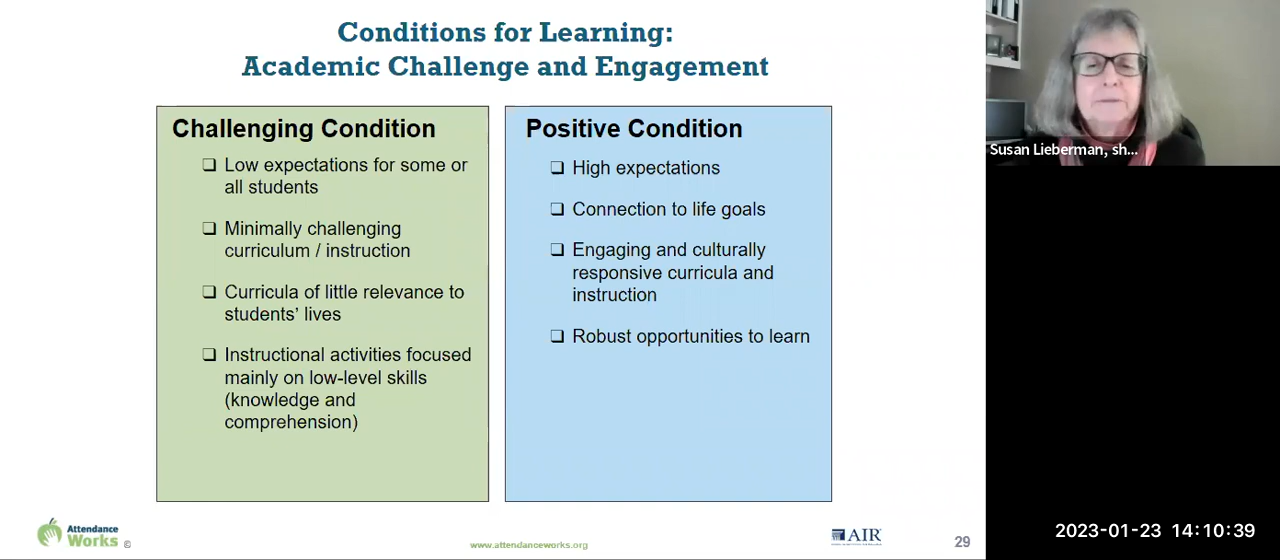 Conditions for Learning:
Academic Challenge and Engagement
Challenging Condition
❑ Low expectations for some or
all students
❑ Minimally challenging
curriculum / instruction
❑ Curricula of little relevance to
students’ lives
❑ Instructional activities focused
mainly on low-level skills
(knowledge and
comprehension)
Positive Condition
❑ High expectations
❑ Connection to life goals
❑ Engaging and culturally
responsive curricula and
instruction
❑ Robust opportunities to learn
Susan Lieberman, sh...
Attendance
Works ©
www.attendanceworks.org
AIR
29
2023-01-23 14:10:39